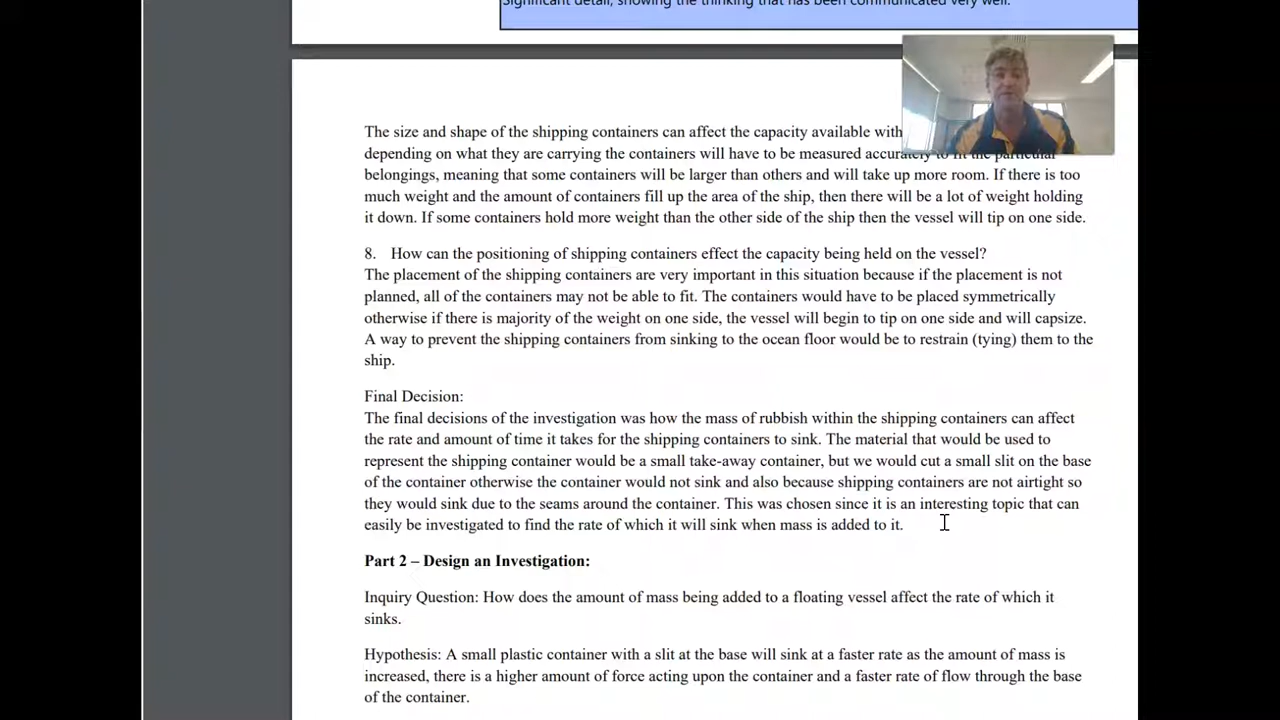 Significant detail, showing the thinking that has been communicated very well.
The size and shape of the shipping containers can affect the capacity available with
depending on what they are carrying the containers will have to be measured accurately to fit the particular
belongings, meaning that some containers will be larger than others and will take up more room. If there is too
much weight and the amount of containers fill up the area of the ship, then there will be a lot of weight holding
it down. If some containers hold more weight than the other side of the ship then the vessel will tip on one side.
8. How can the positioning of shipping containers effect the capacity being held on the vessel?
The placement of the shipping containers are very important in this situation because if the placement is not
planned, all of the containers may not be able to fit. The containers would have to be placed symmetrically
otherwise if there is majority of the weight on one side, the vessel will begin to tip on one side and will capsize.
A way to prevent the shipping containers from sinking to the ocean floor would be to restrain (tying) them to the
ship.
Final Decision:
The final decisions of the investigation was how the mass of rubbish within the shipping containers can affect
the rate and amount of time it takes for the shipping containers to sink. The material that would be used to
represent the shipping container would be a small take-away container, but we would cut a small slit on the base
of the container otherwise the container would not sink and also because shipping containers are not airtight so
they would sink due to the seams around the container. This was chosen since it is an interesting topic that can
easily be investigated to find the rate of which it will sink when mass is added to it.
Part 2 – Design an Investigation:
Inquiry Question: How does the amount of mass being added to a floating vessel affect the rate of which it
sinks.
Hypothesis: A small plastic container with a slit at the base will sink at a faster rate as the amount of mass is
increased, there is a higher amount of force acting upon the container and a faster rate of flow through the base
of the container.